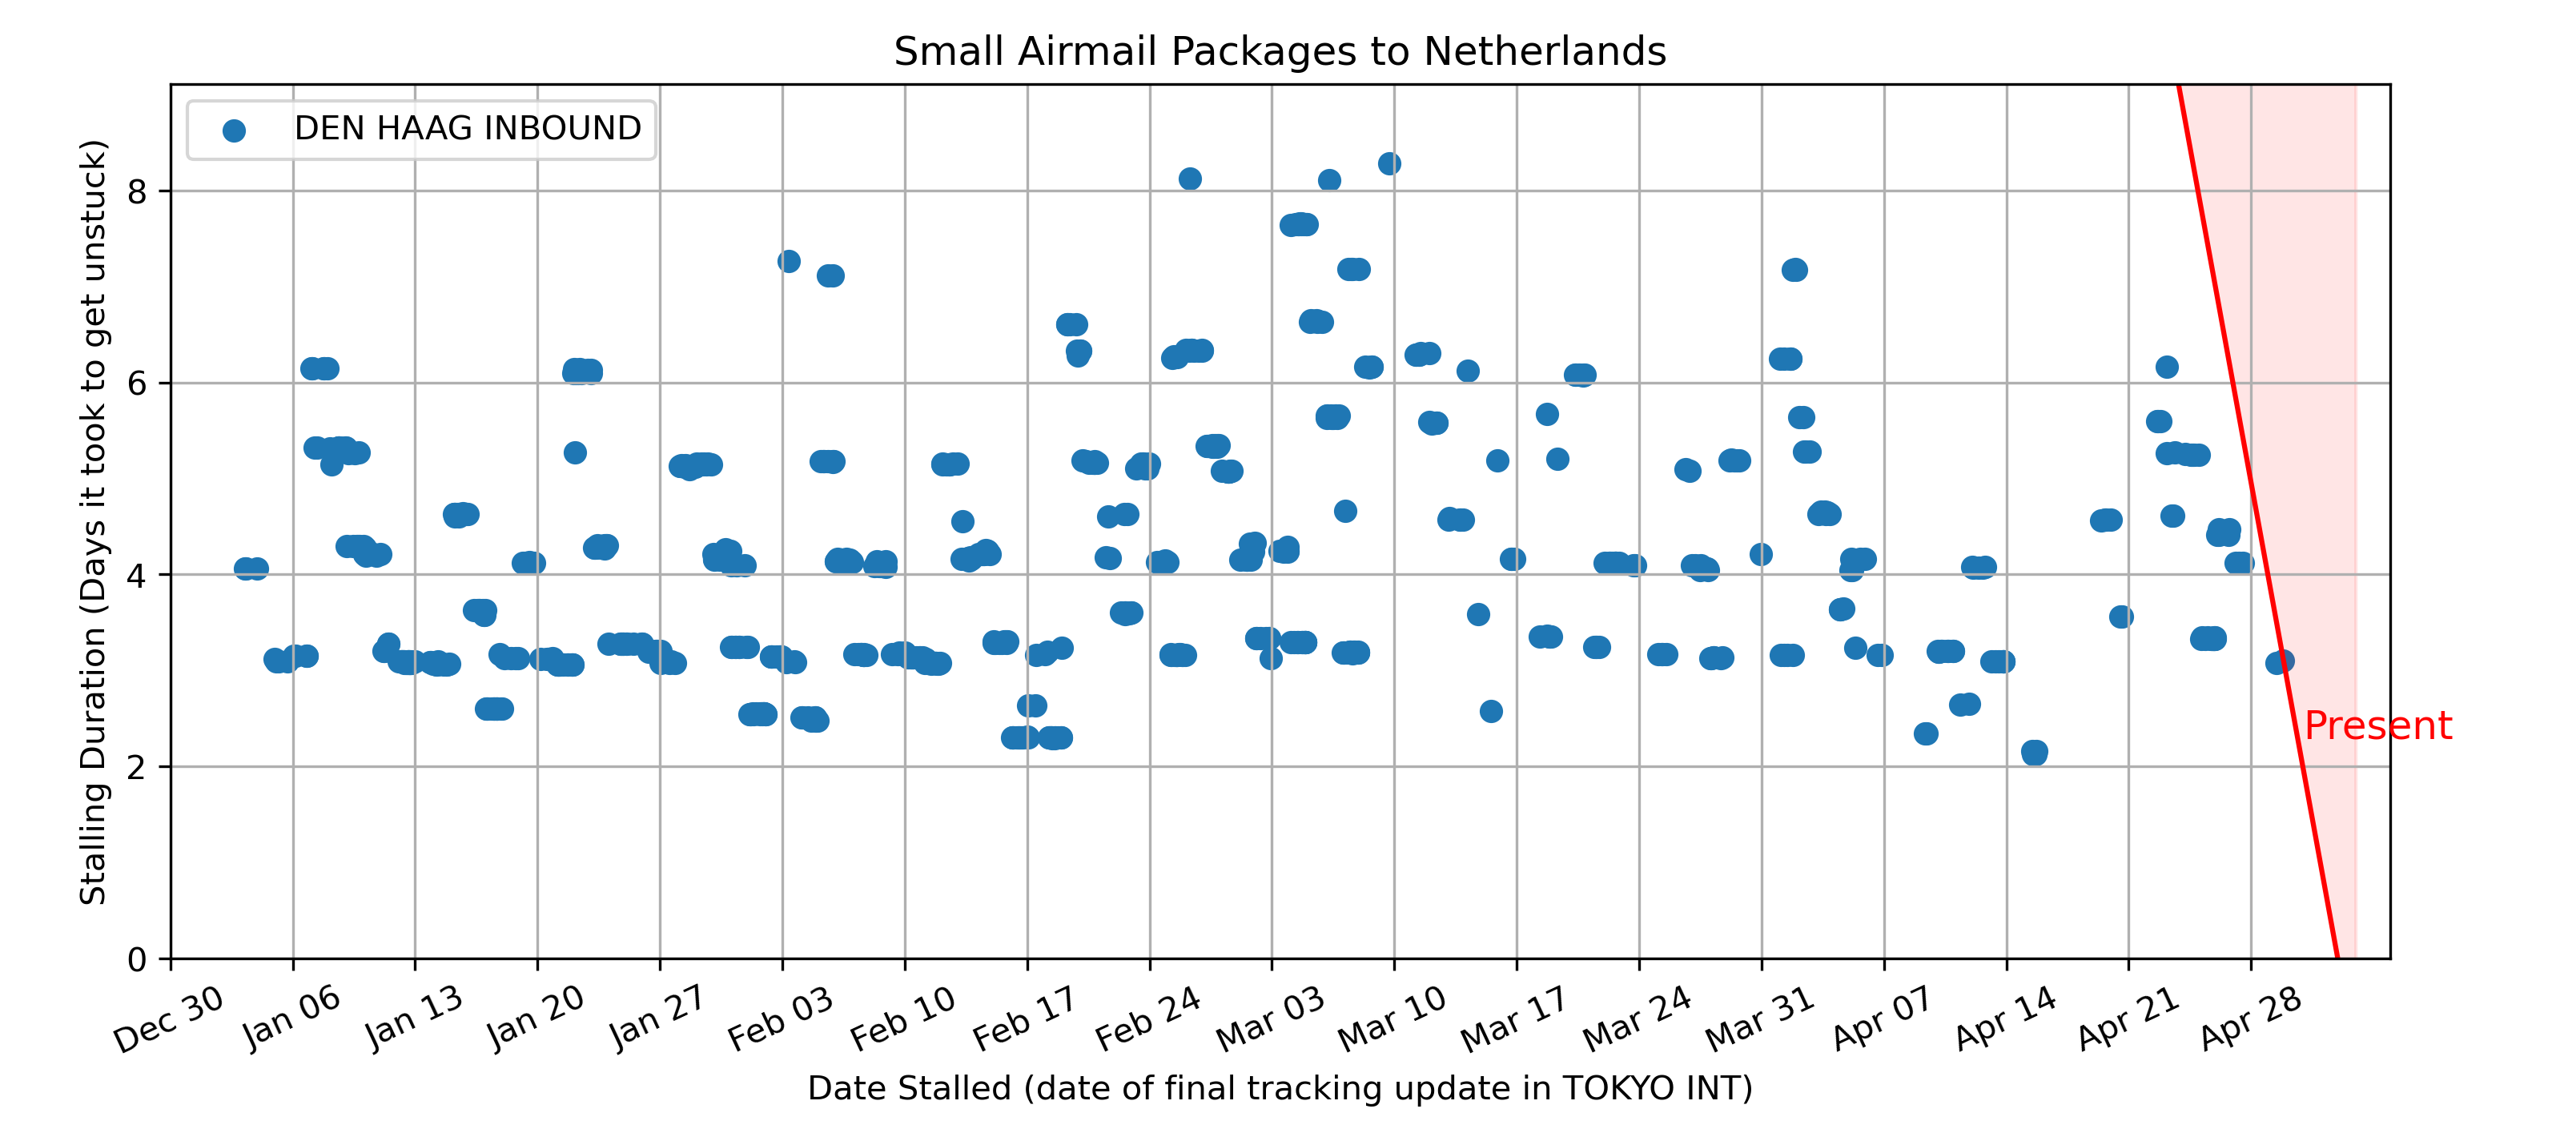 Small Airmail Packages to Netherlands
DEN HAAG INBOUND
Stalling Duration (Days it took to get unstuck)
8
6
4
2
0
Present
Dec 30
Jan 06
Jan 13
Jan 20
Jan 27
Feb 03
Feb 10
Feb 17
Feb 24
Mar 03
Mar 10
Mar 17
Mar 24
Mar 31
Apr 07
Apr 14
Apr 21
Apr 28
Date Stalled (date of final tracking update in TOKYO INT)